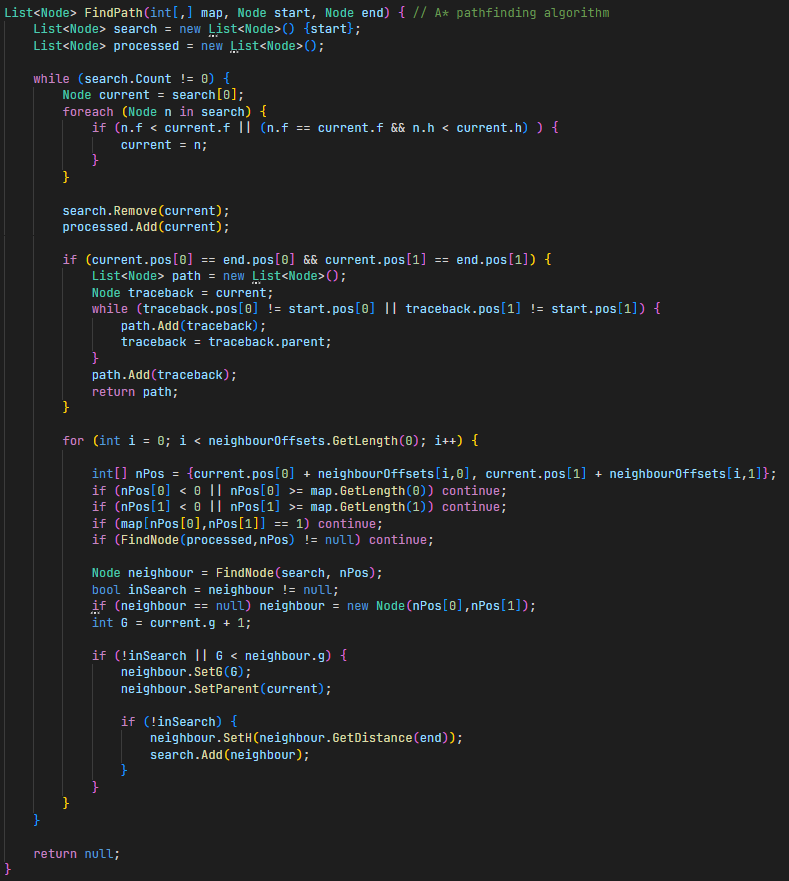 List<Node> FindPath(int[,] map, Node start, Node end) { // A* pathfinding algorithm
    List<Node> search = new List<Node>() {start};
    List<Node> processed = new List<Node>();

    while (search.Count != 0) {
        Node current = search[0];
        foreach (Node n in search) {
            if (n.f < current.f || (n.f == current.f && n.h < current.h) ) {
                current = n;
            }
        }

        search.Remove(current);
        processed.Add(current);

        if (current.pos[0] == end.pos[0] && current.pos[1] == end.pos[1]) {
            List<Node> path = new List<Node>();
            Node traceback = current;
            while (traceback.pos[0] != start.pos[0] || traceback.pos[1] != start.pos[1]) {
                path.Add(traceback);
                traceback = traceback.parent;
            }
            path.Add(traceback);
            return path;
        }

        for (int i = 0; i < neighbourOffsets.GetLength(0); i++) {

            int[] nPos = {current.pos[0] + neighbourOffsets[i,0], current.pos[1] + neighbourOffsets[i,1]};
            if (nPos[0] < 0 || nPos[0] >= map.GetLength(0)) continue;
            if (nPos[1] < 0 || nPos[1] >= map.GetLength(1)) continue;
            if (map[nPos[0],nPos[1]] == 1) continue;
            if (FindNode(processed,nPos) != null) continue;

            Node neighbour = FindNode(search, nPos);
            bool inSearch = neighbour != null;
            if (neighbour == null) neighbour = new Node(nPos[0],nPos[1]);
            int G = current.g + 1;

            if (!inSearch || G < neighbour.g) {
                neighbour.SetG(G);
                neighbour.SetParent(current);

                if (!inSearch) {
                    neighbour.SetH(neighbour.GetDistance(end));
                    search.Add(neighbour);
                }
            }
        }
    }

    return null;
}